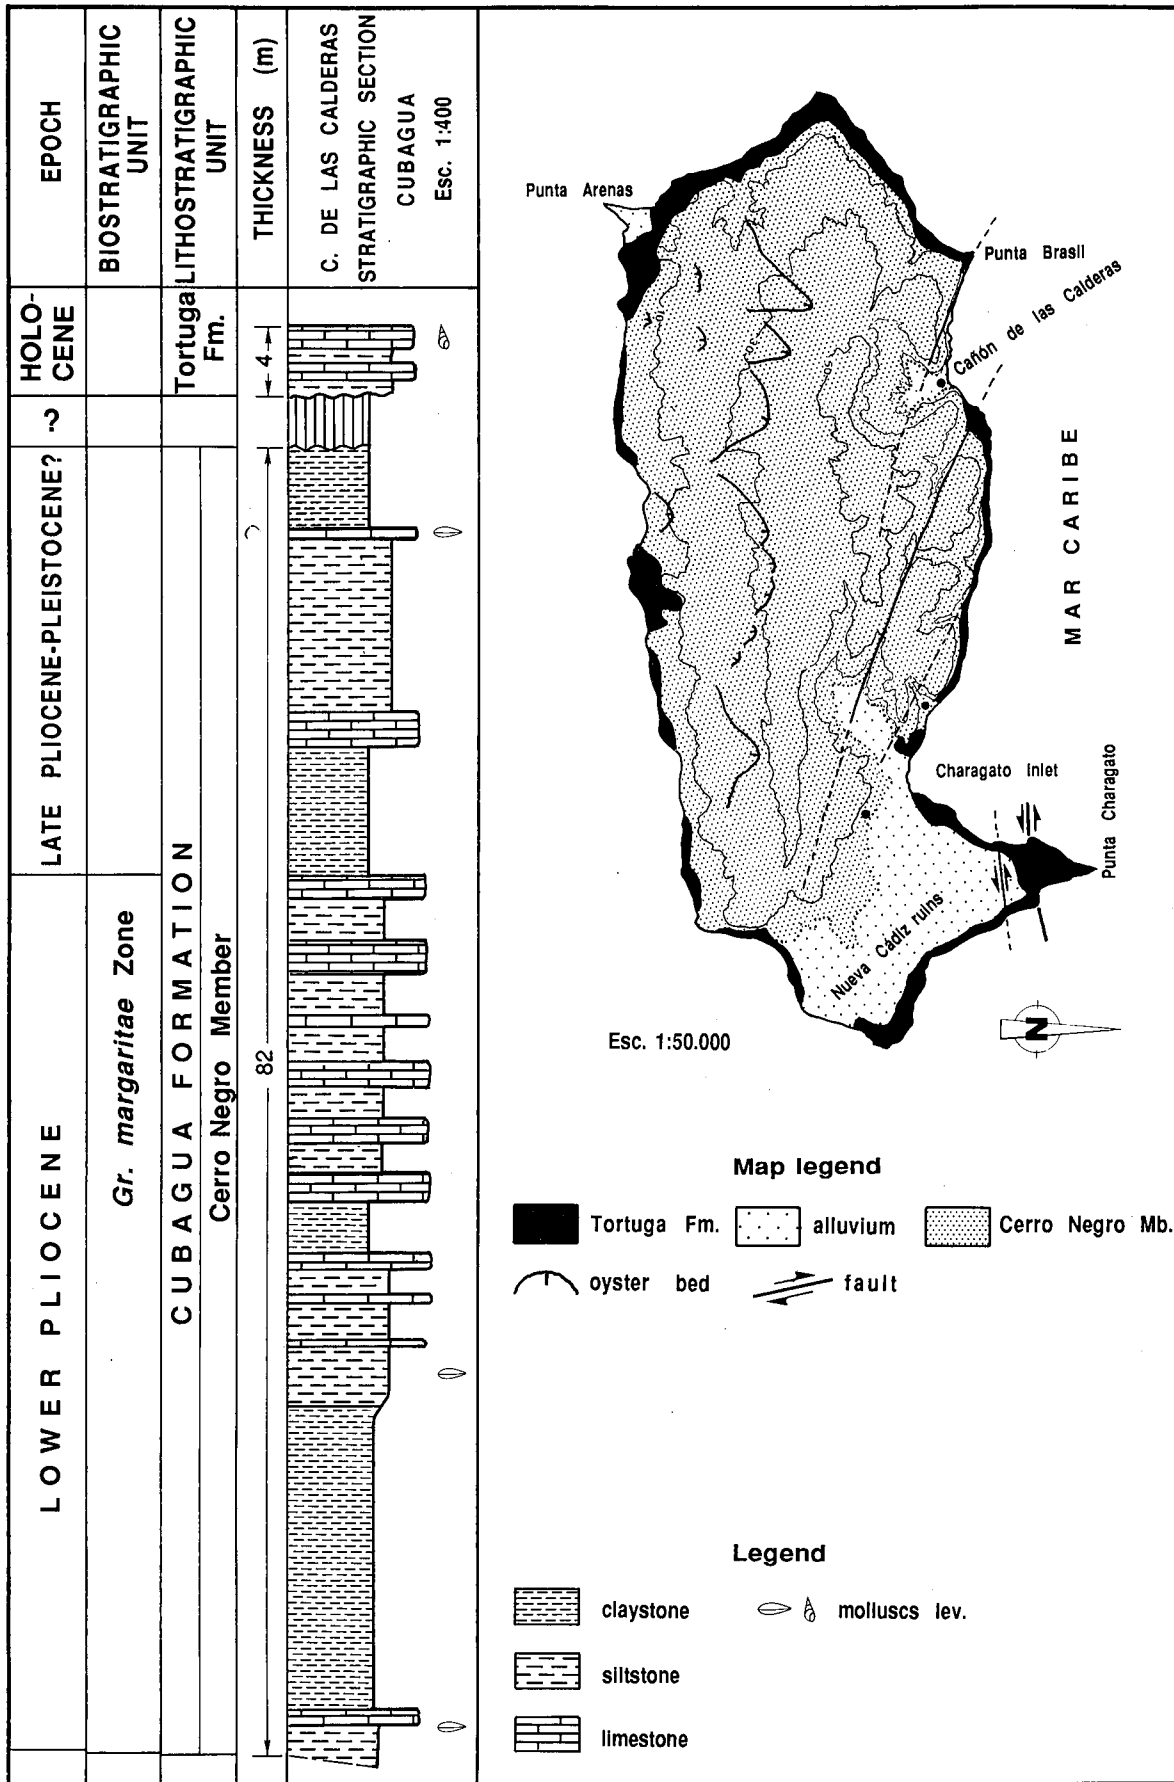 EPOCH
BIOSTRATIGRAPHIC
UNIT
LITHOSTRATIGRAPHIC
UNIT
THICKNESS (m)
C. DE LAS CALDERAS
STRATIGRAPHIC SECTION
CUBAGUA
Esc. 1:400
HOLO-
CENE
Tortuga
Fm.
4
?
LATE PLIOCENE-PLEISTOCENE?
LOWER PLIOCENE
Gr. margaritae Zone
CUBAGUA FORMATION
Cerro Negro Member
82
Punta Arenas
Punta Brasil
Cañón de las Calderas
MAR CARIBE
Charagato Inlet
Punta Charagato
Nueva Cádiz ruins
Esc. 1:50.000
N
Map legend
Tortuga Fm.
alluvium
Cerro Negro Mb.
oyster bed
fault
Legend
claystone
molluscs lev.
siltstone
limestone